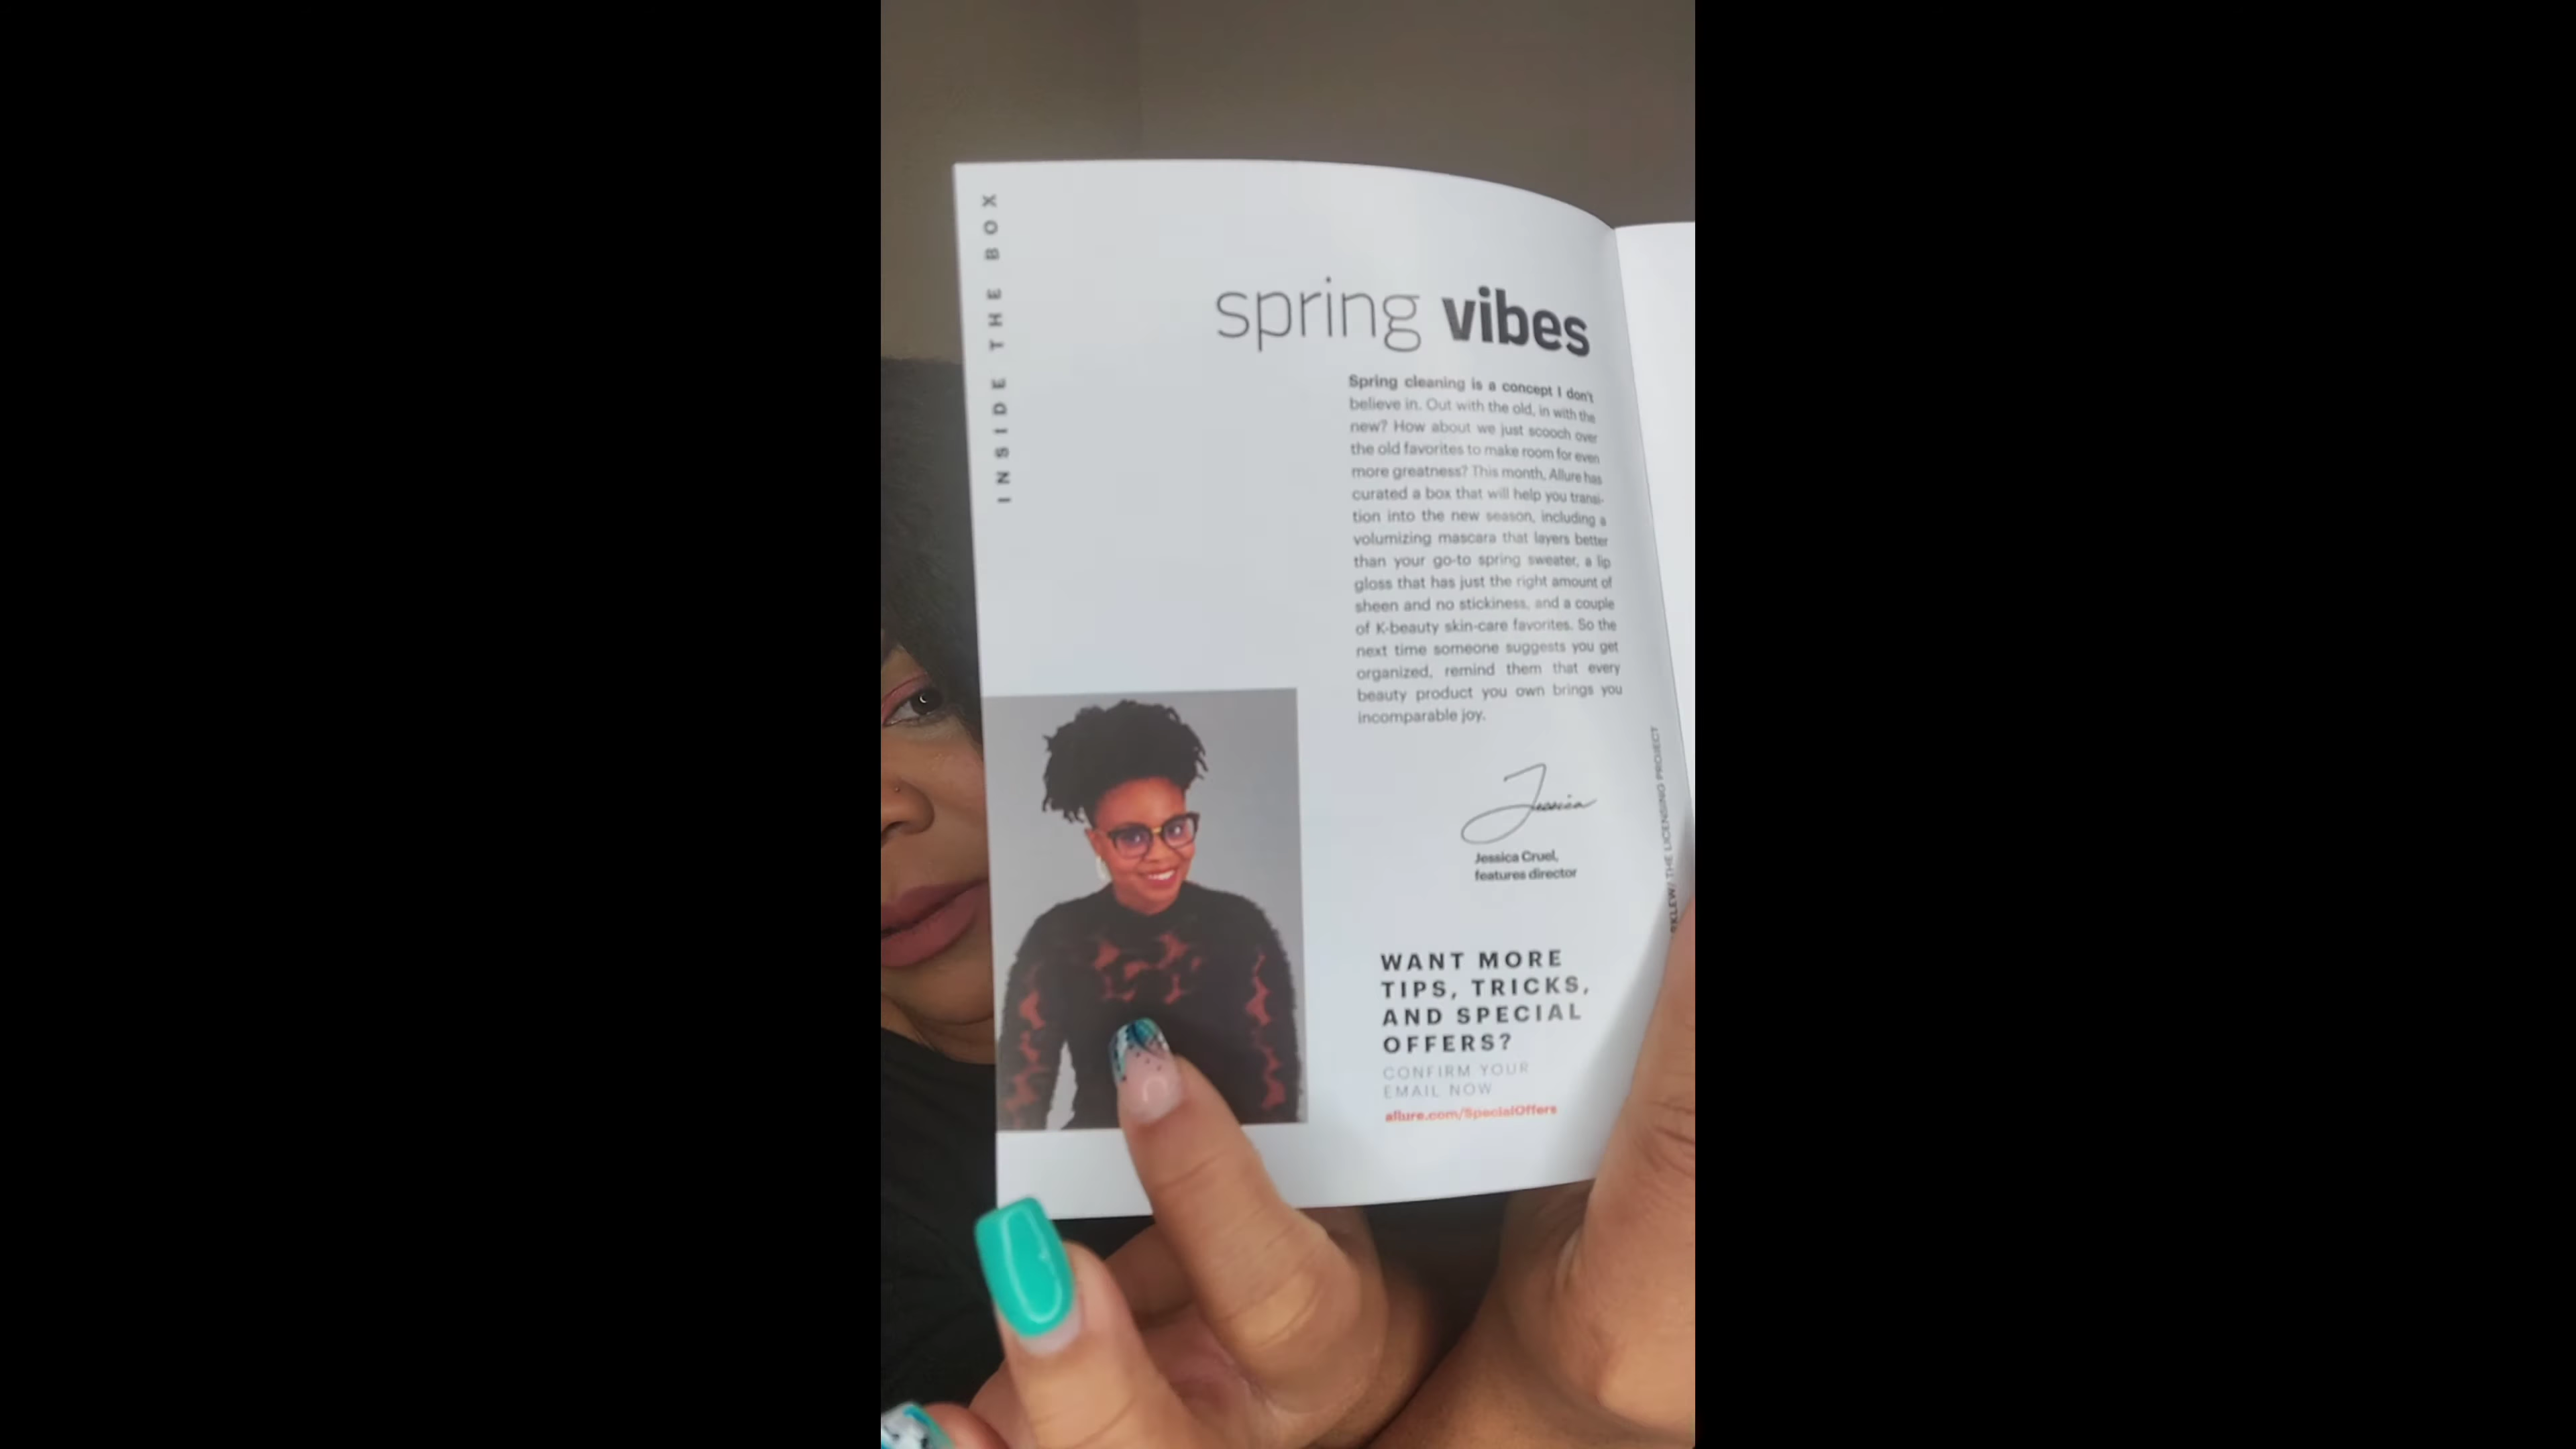 INSIDE THE BOX
spring vibes
Spring cleaning is a concept I don't
believe in. Out with the old, in with the
new? How about we just scooch over
the old favorites to make room for even
more greatness? This month, Allure has
curated a box that will help you transi-
tion into the new season, including a
volumizing mascara that layers better
than your go-to spring sweater, a lip
gloss that has just the right amount of
sheen and no stickiness, and a couple
of K-beauty skin-care favorites. So the
next time someone suggests you get
organized, remind them that every
beauty product you own brings you
incomparable joy.
Jessica
Jessica Cruel,
features director
THE LICENSING PROJECT
WANT MORE
TIPS, TRICKS,
AND SPECIAL
OFFERS?
CONFIRM YOUR
EMAIL NOW
allure.com/SpecialOffers